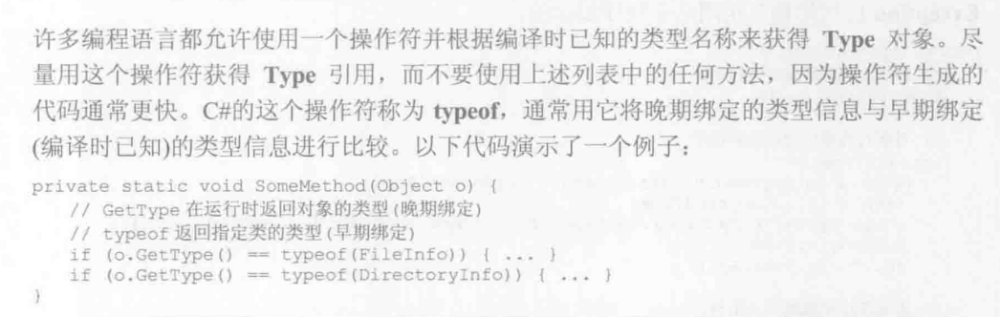 许多编程语言都允许使用一个操作符并根据编译时已知的类型名称来获得 Type 对象。尽
量用这个操作符获得 Type 引用，而不要使用上述列表中的任何方法，因为操作符生成的
代码通常更快。C#的这个操作符称为 typeof，通常用它将晚期绑定的类型信息与早期绑定
(编译时已知)的类型信息进行比较。以下代码演示了一个例子：
private static void SomeMethod(Object o) {
// GetType 在运行时返回对象的类型(晚期绑定)
// typeof 返回指定类的类型(早期绑定)
if (o.GetType() == typeof(FileInfo)) { ... }
if (o.GetType() == typeof(DirectoryInfo)) { ... }
}